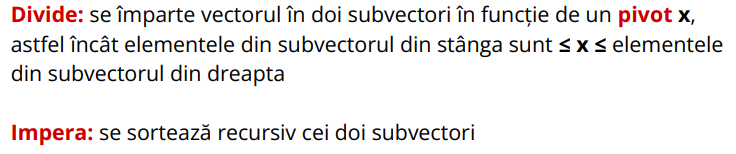 Divide: se împarte vectorul în doi subvectori în funcție de un pivot x,
astfel încât elementele din subvectorul din stânga sunt ≤ x ≤ elementele
din subvectorul din dreapta
Impera: se sortează recursiv cei doi subvectori